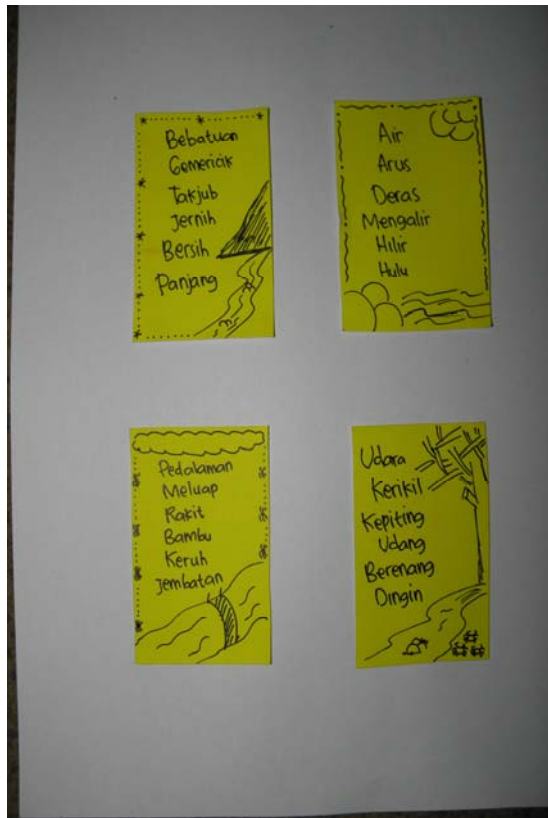 Bebatuan
Gemericik
Takjub
Jernih
Bersih
Panjang
Air
Arus
Deras
Mengalir
Hilir
Hulu
Pedalaman
Meluap
Rakit
Bambu
Keruh
Jembatan
Udara
Kerikil
Kepiting
Udang
Berenang
Dingin